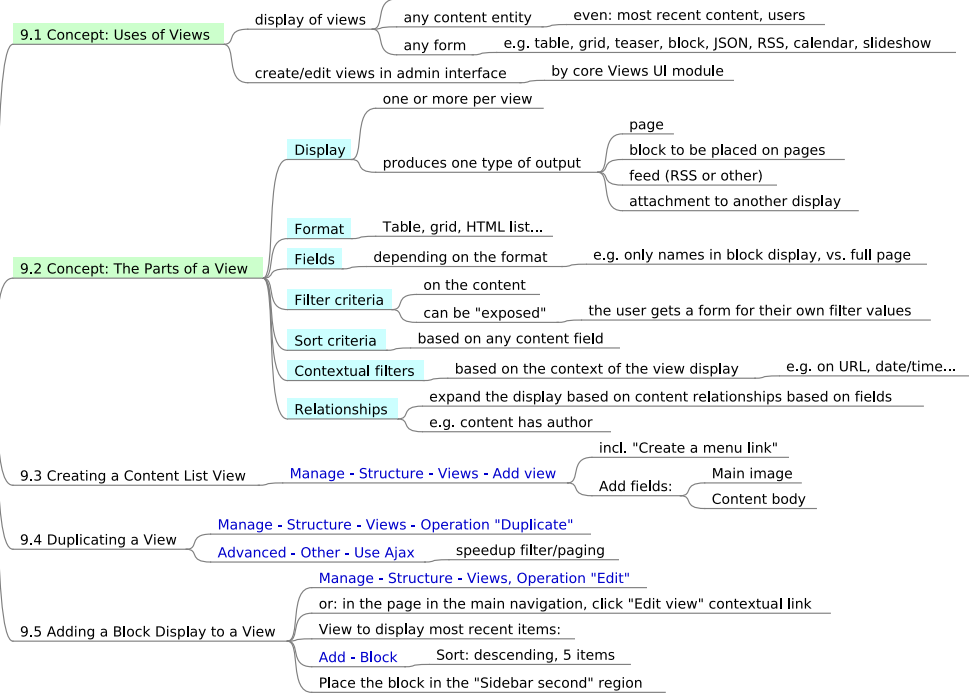 9.1 Concept: Uses of Views
display of views
any content entity
even: most recent content, users
any form
e.g. table, grid, teaser, block, JSON, RSS, calendar, slideshow
create/edit views in admin interface
by core Views UI module
9.2 Concept: The Parts of a View
Display
one or more per view
produces one type of output
page
block to be placed on pages
feed (RSS or other)
attachment to another display
Format
Table, grid, HTML list...
Fields
depending on the format
e.g. only names in block display, vs. full page
Filter criteria
on the content
can be "exposed"
the user gets a form for their own filter values
Sort criteria
based on any content field
Contextual filters
based on the context of the view display
e.g. on URL, date/time...
Relationships
expand the display based on content relationships based on fields
e.g. content has author
9.3 Creating a Content List View
Manage - Structure - Views - Add view
incl. "Create a menu link"
Add fields:
Main image
Content body
9.4 Duplicating a View
Manage - Structure - Views - Operation "Duplicate"
Advanced - Other - Use Ajax
speedup filter/paging
9.5 Adding a Block Display to a View
Manage - Structure - Views, Operation "Edit"
or: in the page in the main navigation, click "Edit view" contextual link
View to display most recent items:
Add - Block
Sort: descending, 5 items
Place the block in the "Sidebar second" region